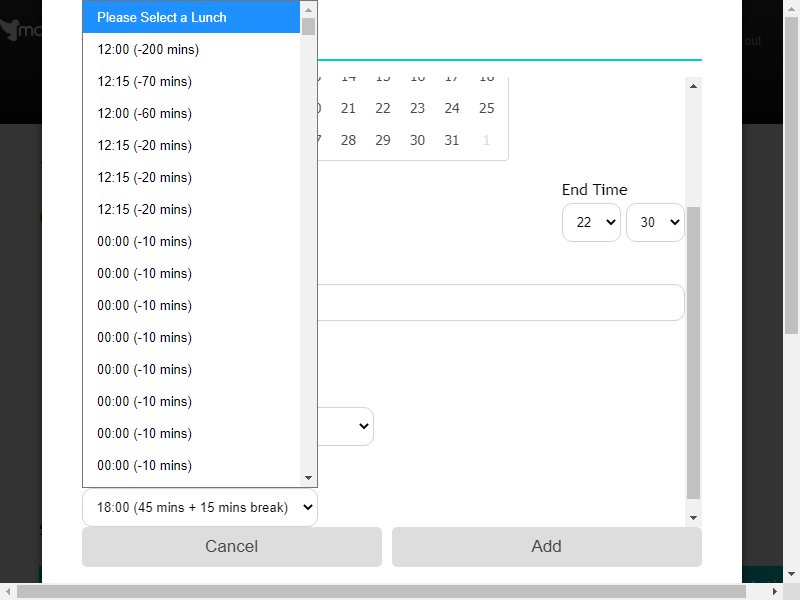 Please Select a Lunch
12:00 (-200 mins)
12:15 (-70 mins)
12:00 (-60 mins)
12:15 (-20 mins)
12:15 (-20 mins)
12:15 (-20 mins)
00:00 (-10 mins)
00:00 (-10 mins)
00:00 (-10 mins)
00:00 (-10 mins)
00:00 (-10 mins)
00:00 (-10 mins)
00:00 (-10 mins)
00:00 (-10 mins)
18:00 (45 mins + 15 mins break)
mo
out
14 15 16 17 18
21 22 23 24 25
28 29 30 31 1
End Time
22 30
Cancel Add